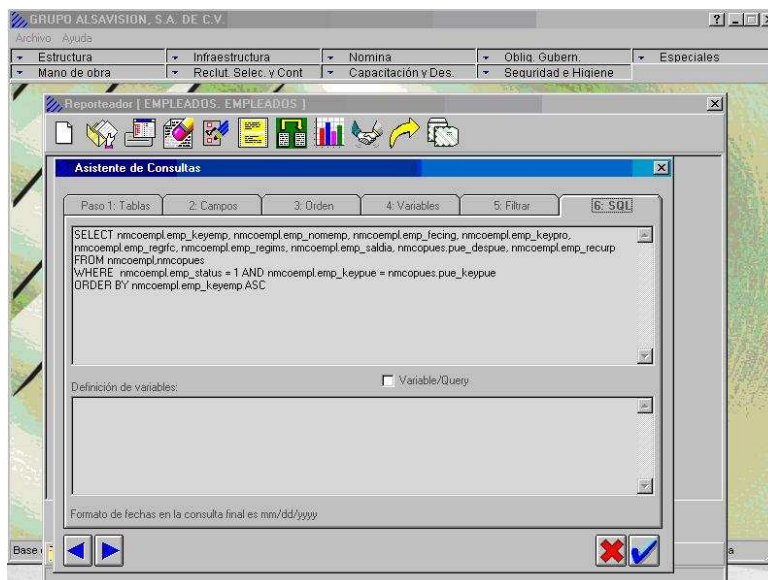 GRUPO ALSAVISION, S.A. DE C.V.
Archivo Ayuda
Estructura Infraestructura Nomina Oblig. Gubern. Especiales
Mano de obra Reclut. Selec. y Cont Capacitación y Des. Seguridad e Higiene
Reporteador [ EMPLEADOS. EMPLEADOS ]
Asistente de Consultas
Paso 1: Tablas 2: Campos 3: Orden 4: Variables 5: Filtrar 6: SQL
SELECT nmcoempl.emp_keyemp, nmcoempl.emp_nomemp, nmcoempl.emp_fecing, nmcoempl.emp_keypro,
nmcoempl.emp_regrfc, nmcoempl.emp_regims, nmcoempl.emp_saldia, nmcopues.pue_despue, nmcoempl.emp_recurp
FROM nmcoempl,nmcopues
WHERE nmcoempl.emp_status = 1 AND nmcoempl.emp_keypue = nmcopues.pue_keypue
ORDER BY nmcoempl.emp_keyemp ASC
Variable/Query
Definición de variables:
Formato de fechas en la consulta final es mm/dd/yyyy
Base